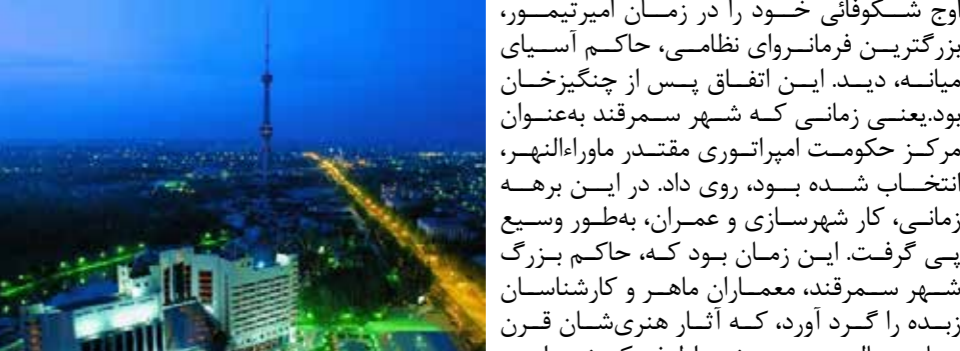 اوج شکوفائی خود را در زمان امیرتیمور،
بزرگترین فرمانروای نظامی، حاکم آسیای
میانه، دید. این اتفاق پس از چنگیزخان
بود.یعنی زمانی که شهر سمرقند به‌عنوان
مرکز حکومت امپراتوری مقتدر ماوراءالنهر،
انتخاب شده بود، روی داد. در این برهه
زمانی، کار شهرسازی و عمران، به‌طور وسیع
پی گرفت. این زمان بود که، حاکم بزرگ
شهر سمرقند، معماران ماهر و کارشناسان
زبده را گرد آورد، که آثار هنری‌شان قرن